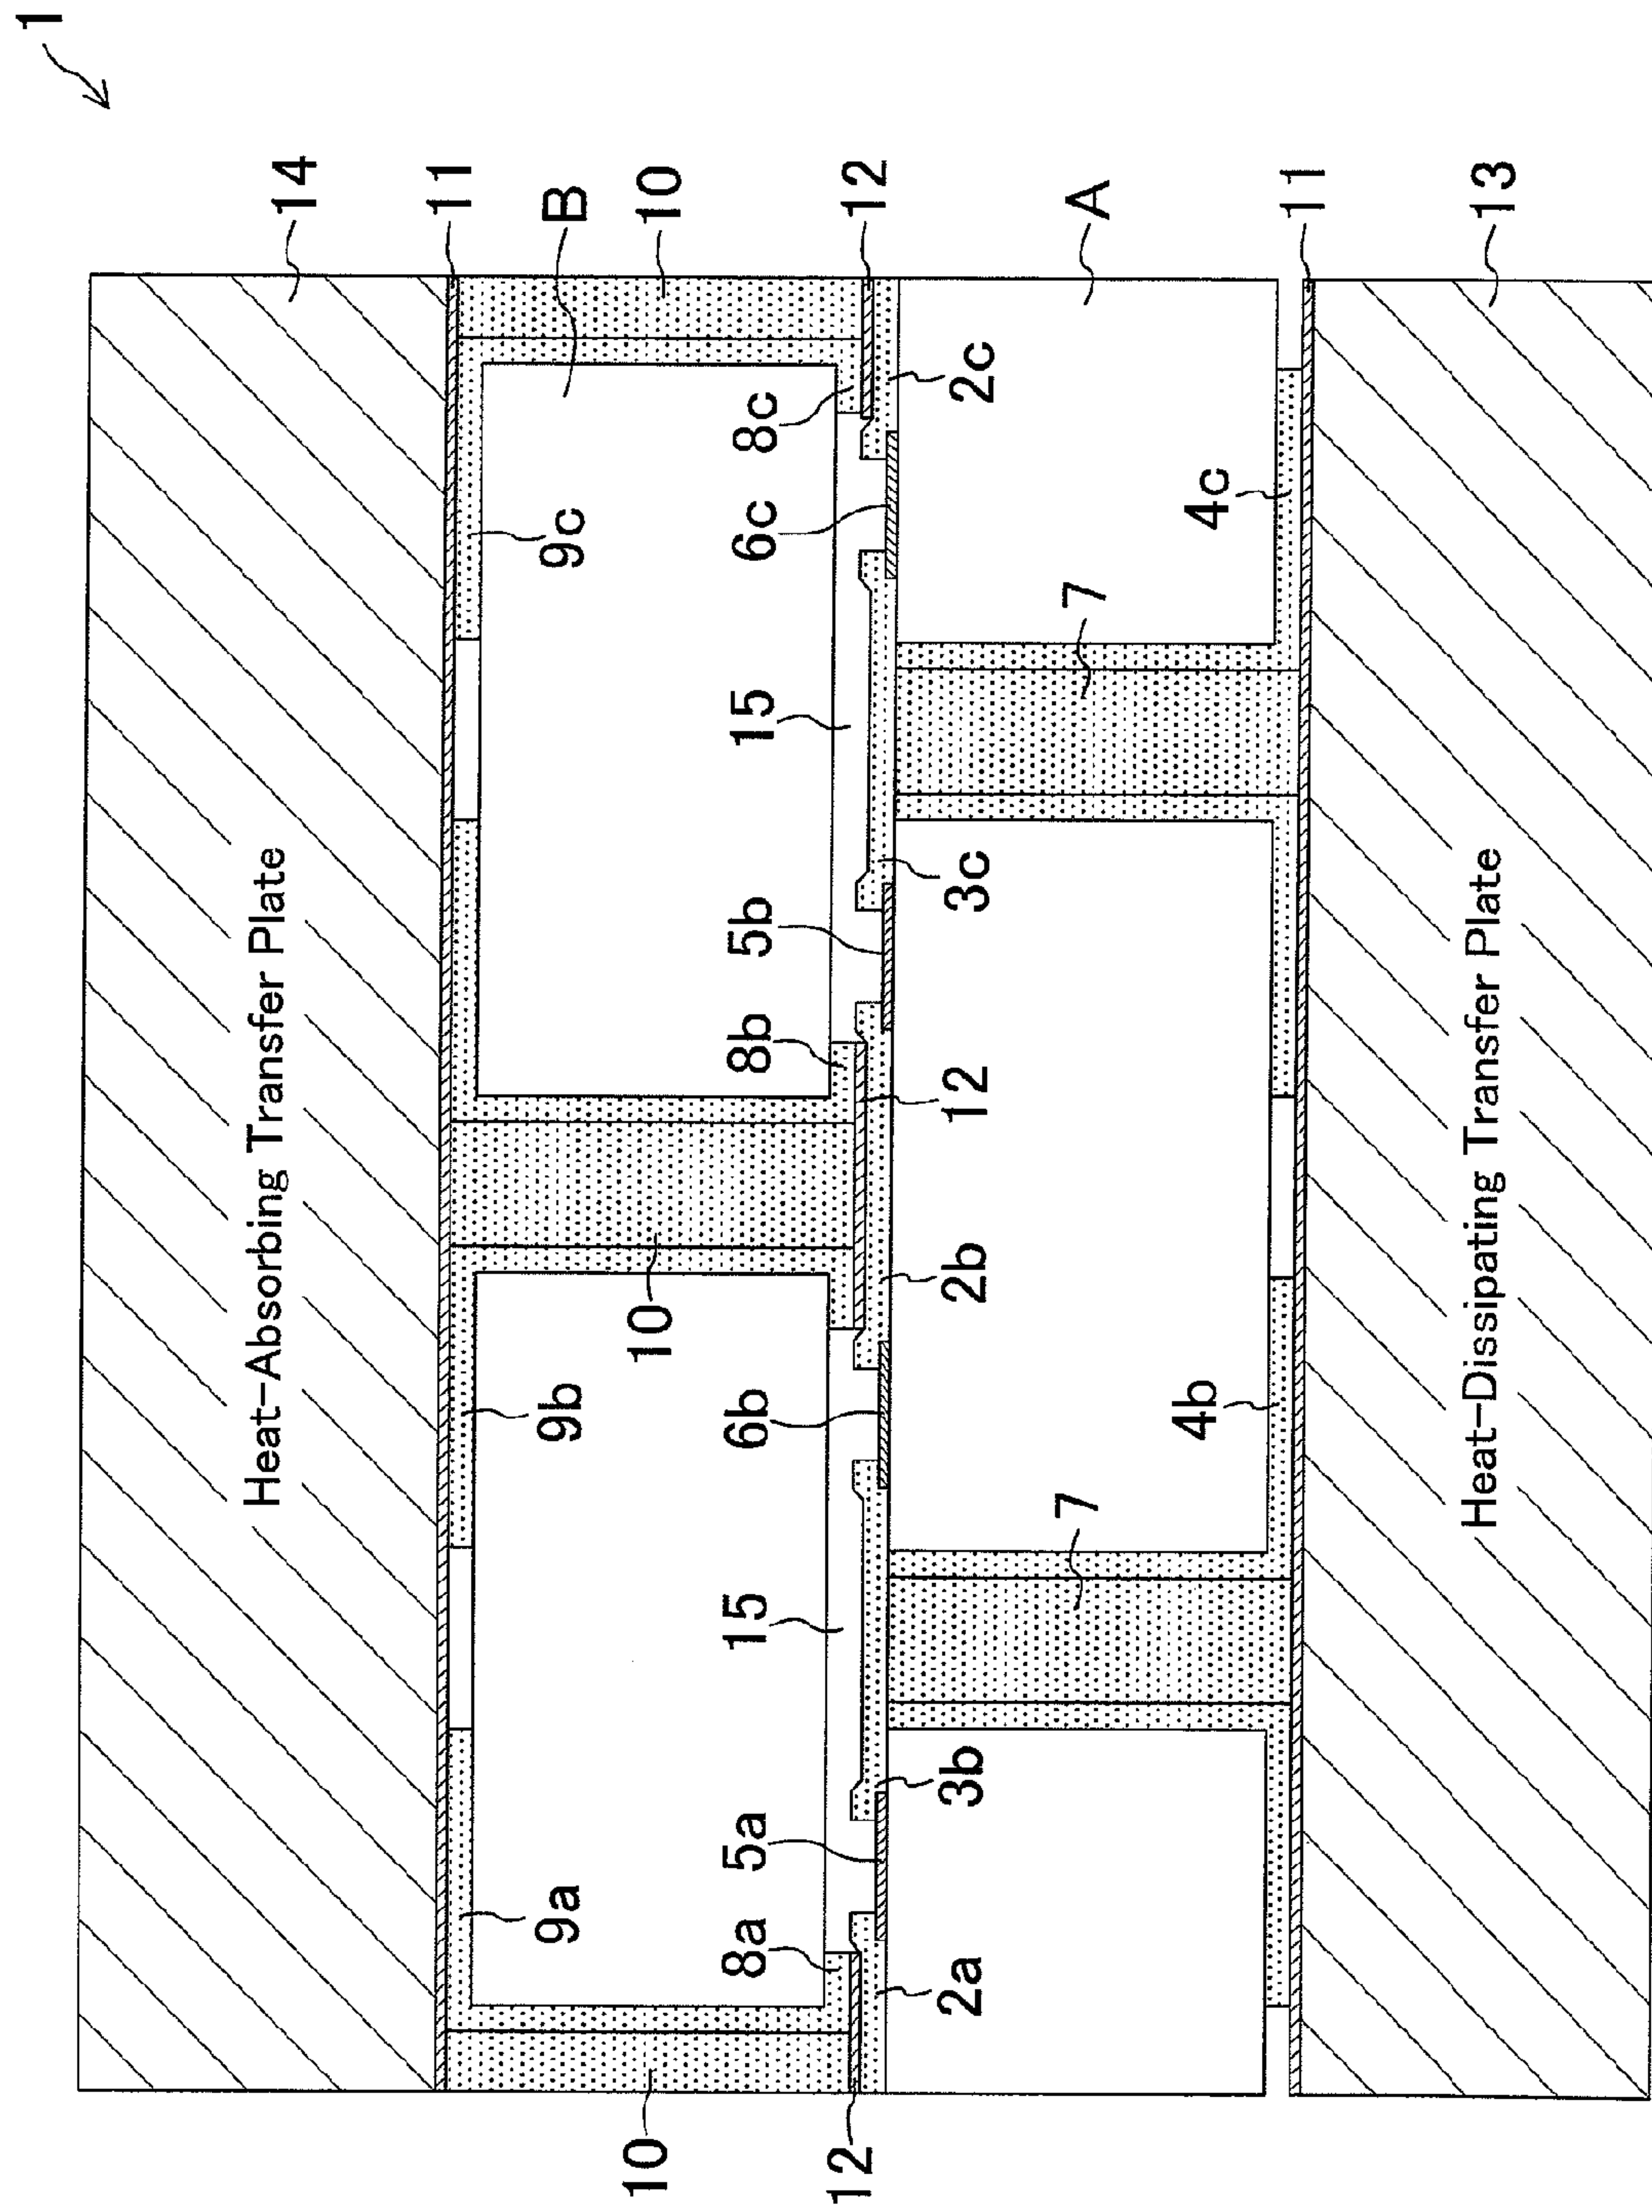 1
Heat-Absorbing Transfer Plate
14
11
9a
9b
9c
B
10
10
10
8a
5a
15
6b
8b
5b
15
6c
8c
12
12
2a
3b
2b
12
3c
2c
7
7
A
4b
4c
11
Heat-Dissipating Transfer Plate
13